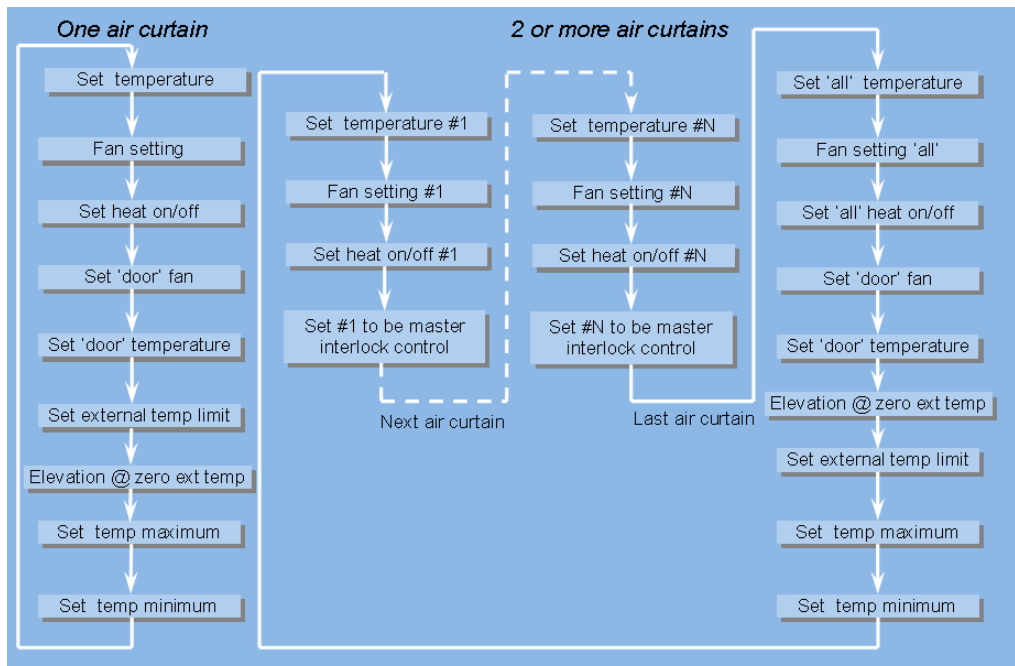 One air curtain
Set temperature
Fan setting
Set heat on/off
Set 'door' fan
Set 'door' temperature
Set external temp limit
Elevation @ zero ext temp
Set temp maximum
Set temp minimum
2 or more air curtains
Set temperature #1
Fan setting #1
Set heat on/off #1
Set #1 to be master
interlock control
Next air curtain
Set temperature #N
Fan setting #N
Set heat on/off #N
Set #N to be master
interlock control
Last air curtain
Set 'all' temperature
Fan setting 'all'
Set 'all' heat on/off
Set 'door' fan
Set 'door' temperature
Elevation @ zero ext temp
Set external temp limit
Set temp maximum
Set temp minimum